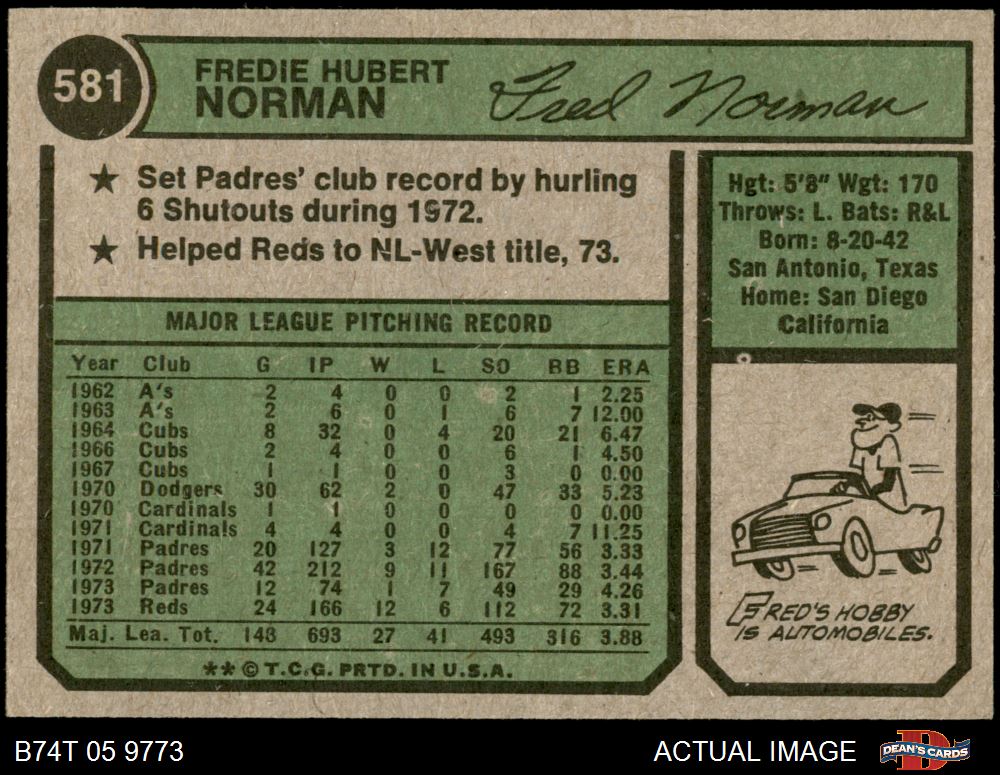 581
FREDIE HUBERT
NORMAN
Fred Norman
★ Set Padres' club record by hurling
6 Shutouts during 1972.
★ Helped Reds to NL-West title, 73.
Hgt: 5'8" Wgt: 170
Throws: L. Bats: R&L
Born: 8-20-42
San Antonio, Texas
Home: San Diego
California
MAJOR LEAGUE PITCHING RECORD
Year Club G IP W L SO BB ERA
1962 A's 2 4 0 0 2 1 2.25
1963 A's 2 6 0 1 6 7 12.00
1964 Cubs 8 32 0 4 20 21 6.47
1966 Cubs 2 4 0 0 6 1 4.50
1967 Cubs 1 1 0 0 3 0 0.00
1970 Dodgers 30 62 2 0 47 33 5.23
1970 Cardinals 1 1 0 0 0 0 0.00
1971 Cardinals 4 4 0 0 4 7 11.25
1971 Padres 20 127 3 12 77 56 3.33
1972 Padres 42 212 9 11 167 88 3.44
1973 Padres 12 74 1 7 49 29 4.26
1973 Reds 24 166 12 6 112 72 3.31
Maj. Lea. Tot. 148 693 27 41 493 316 3.88
** © T.C.G. PRTD. IN U.S.A.
FRED'S HOBBY
IS AUTOMOBILES.
B74T 05 9773
ACTUAL IMAGE
D
DEAN'S CARDS